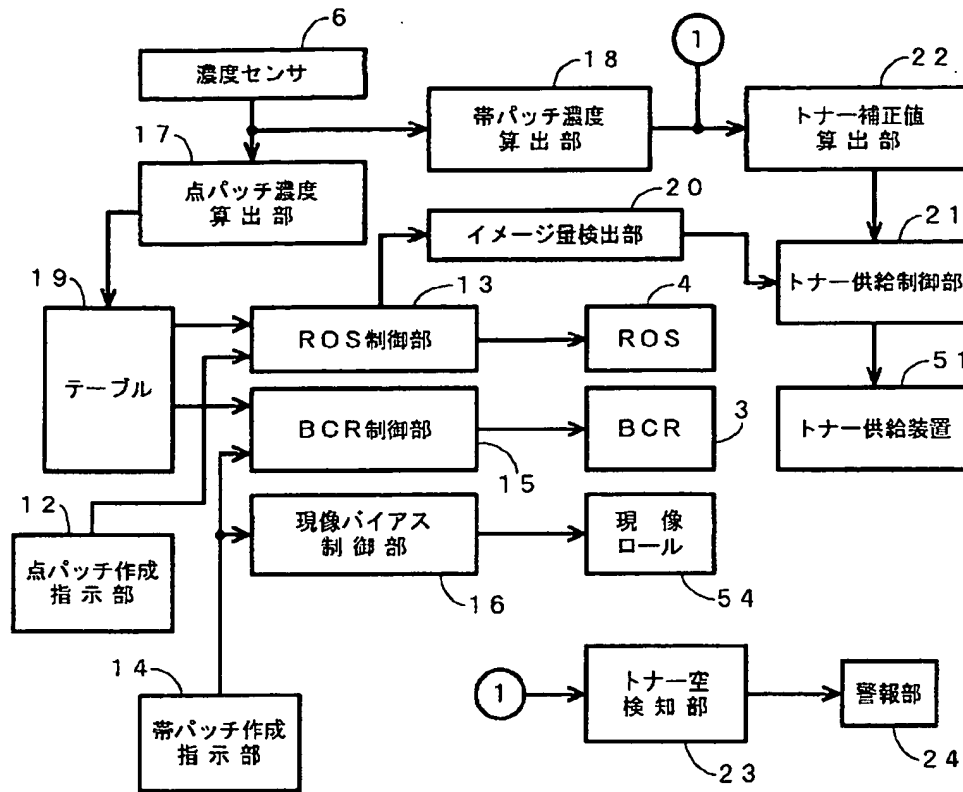 6
濃度センサ
1
18
帯パッチ濃度
算出部
22
トナー補正値
算出部
17
点パッチ濃度
算出部
20
イメージ量検出部
21
トナー供給制御部
19
テーブル
13
ROS制御部
4
ROS
51
トナー供給装置
BCR制御部
15
BCR
3
12
点パッチ作成
指示部
現像バイアス
制御部
16
現像
ロール
54
14
帯パッチ作成
指示部
1
トナー空
検知部
23
警報部
24